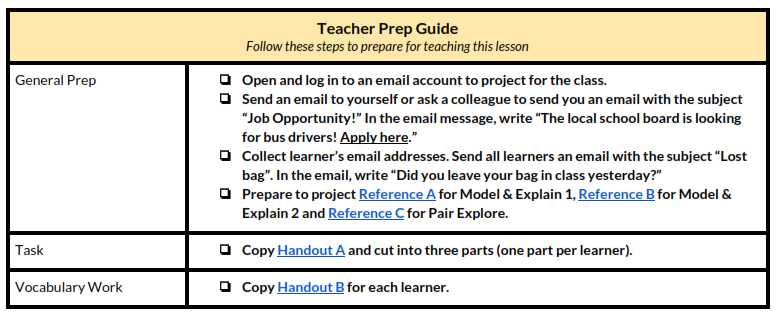 Teacher Prep Guide
Follow these steps to prepare for teaching this lesson
General Prep
❏ Open and log in to an email account to project for the class.
❏ Send an email to yourself or ask a colleague to send you an email with the subject
“Job Opportunity!” In the email message, write “The local school board is looking
for bus drivers! Apply here.”
❏ Collect learner’s email addresses. Send all learners an email with the subject “Lost
bag”. In the email, write “Did you leave your bag in class yesterday?”
❏ Prepare to project Reference A for Model & Explain 1, Reference B for Model &
Explain 2 and Reference C for Pair Explore.
Task
❏ Copy Handout A and cut into three parts (one part per learner).
Vocabulary Work
❏ Copy Handout B for each learner.